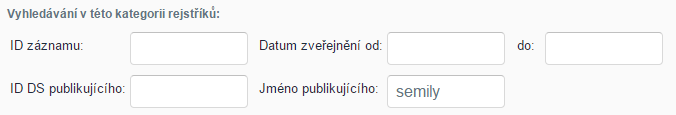 Vyhledávání v této kategorii rejstříků:
ID záznamu: Datum zveřejnění od: do:
ID DS publikujícího: Jméno publikujícího: semily